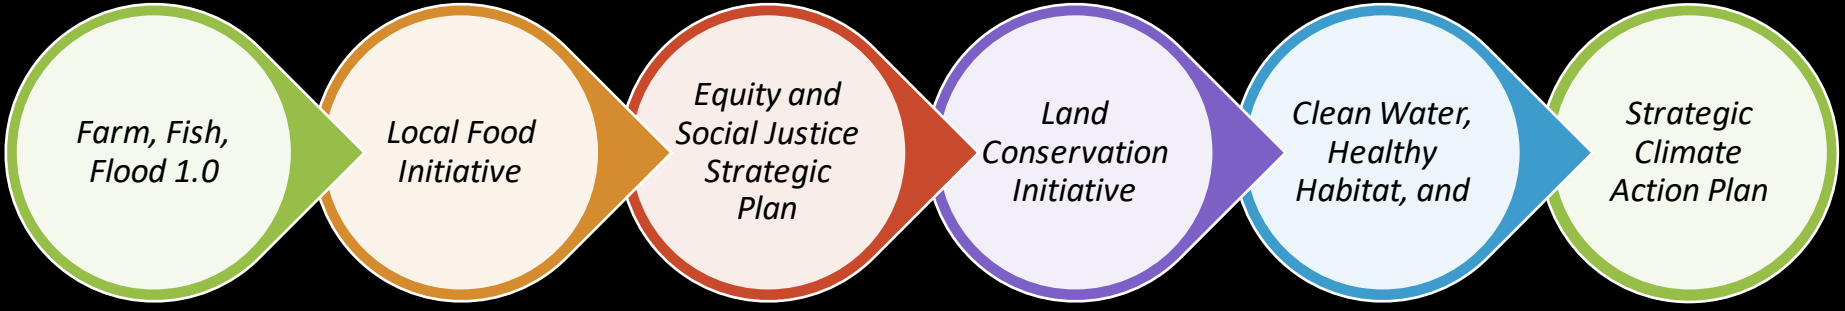 Farm, Fish,
Flood 1.0
Local Food
Initiative
Equity and
Social Justice
Strategic
Plan
Land
Conservation
Initiative
Clean Water,
Healthy
Habitat, and
Strategic
Climate
Action Plan